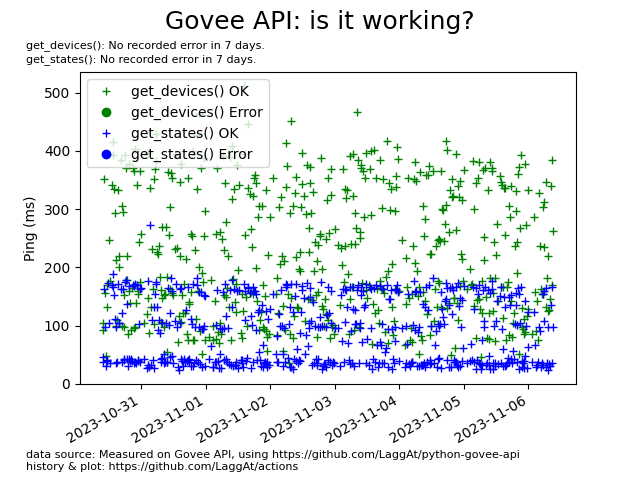 Govee API: is it working?
get_devices(): No recorded error in 7 days.
get_states(): No recorded error in 7 days.
get_devices() OK
get_devices() Error
get_states() OK
get_states() Error
Ping (ms)
500
400
300
200
100
0
2023-10-31
2023-11-01
2023-11-02
2023-11-03
2023-11-04
2023-11-05
2023-11-06
data source: Measured on Govee API, using https://github.com/LaggAt/python-govee-api
history & plot: https://github.com/LaggAt/actions